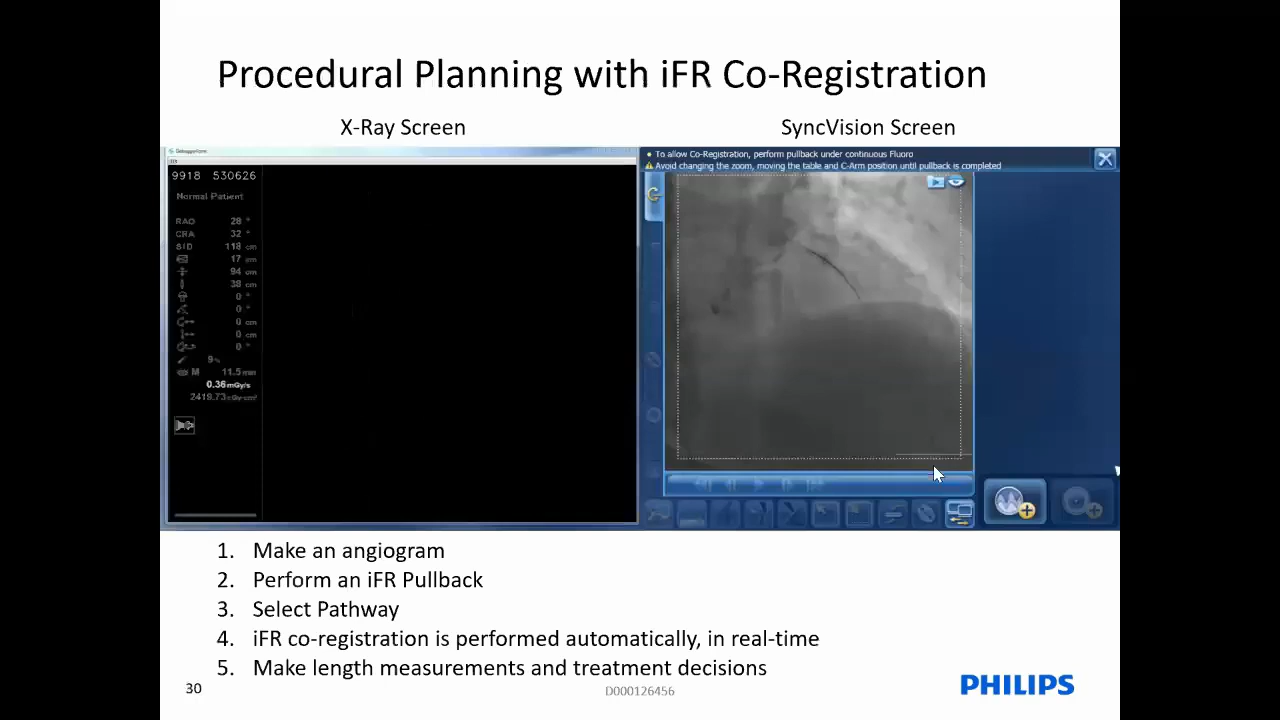 Procedural Planning with iFR Co-Registration
X-Ray Screen
SyncVision Screen
To allow Co-Registration, perform pullback under continuous Fluoro
Avoid changing the zoom, moving the table and C-Arm position until pullback is completed
9918 530626
Normal Patient
RAO 28 °
CRA 32 °
SID 118 cm
17 cm
94 cm
38 cm
0 °
0 °
0 cm
0 cm
0 °
9%
M 11.5 min
0.36 mGy/s
2419.73
1. Make an angiogram
2. Perform an iFR Pullback
3. Select Pathway
4. iFR co-registration is performed automatically, in real-time
5. Make length measurements and treatment decisions
30
D000126456
PHILIPS